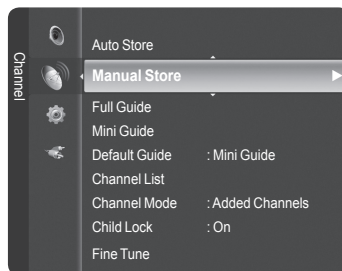 Channel
Auto Store
Manual Store
Full Guide
Mini Guide
Default Guide : Mini Guide
Channel List
Channel Mode : Added Channels
Child Lock : On
Fine Tune